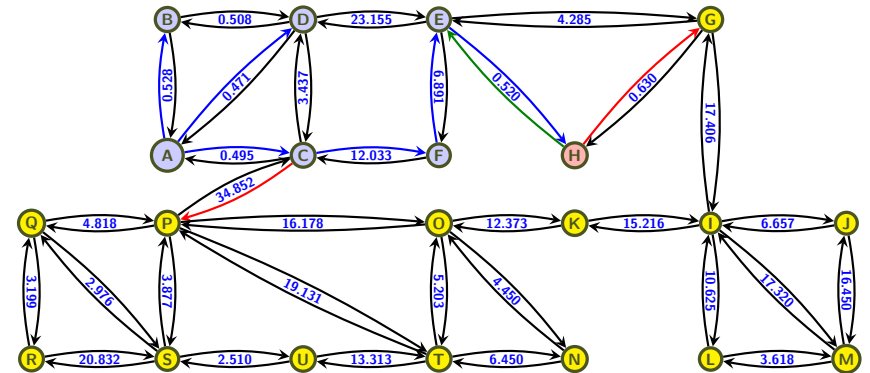 B 0.508 D 23.155 E 4.285 G
0.528 0.471 3.437 6.891 0.520 0.630 17.406
A 0.495 C 12.033 F H
34.852
Q 4.818 P 16.178 O 12.373 K 15.216 I 6.657 J
3.199 2.976 3.877 19.131 5.203 4.450 10.625 17.320 16.450
R 20.832 S 2.510 U 13.313 T 6.450 N L 3.618 M